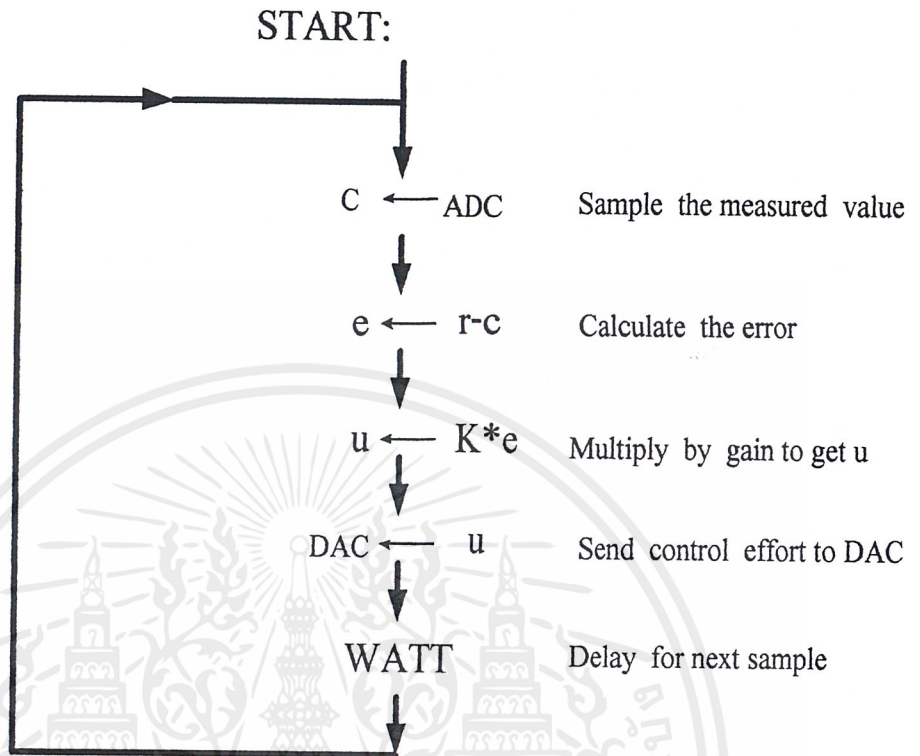 START:
C ← ADC Sample the measured value
e ← r-c Calculate the error
u ← K*e Multiply by gain to get u
DAC ← u Send control effort to DAC
WATT Delay for next sample